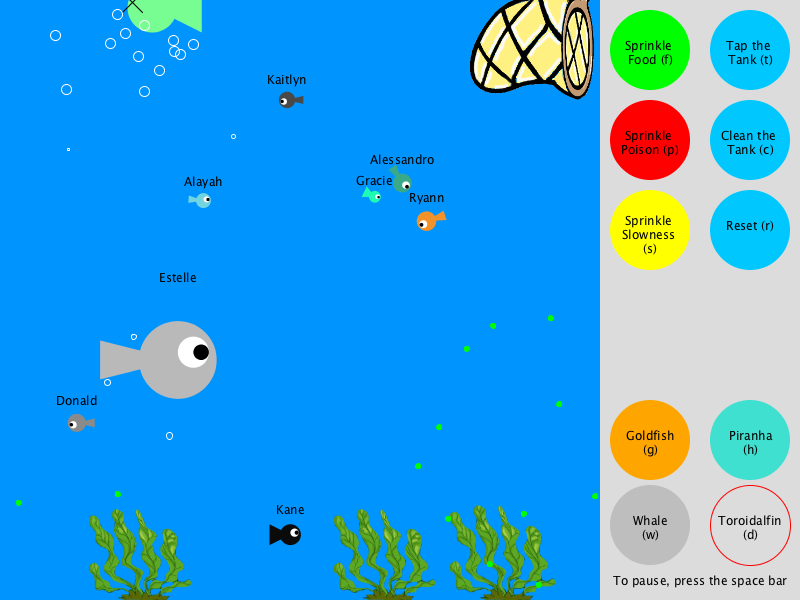 Kaitlyn
Alessandro
Gracie
Alayah
Ryann
Estelle
Donald
Kane
Sprinkle
Food (f)
Tap the
Tank (t)
Sprinkle
Poison (p)
Clean the
Tank (c)
Sprinkle
Slowness
(s)
Reset (r)
Goldfish
(g)
Piranha
(h)
Whale
(w)
Toroidalfin
(d)
To pause, press the space bar